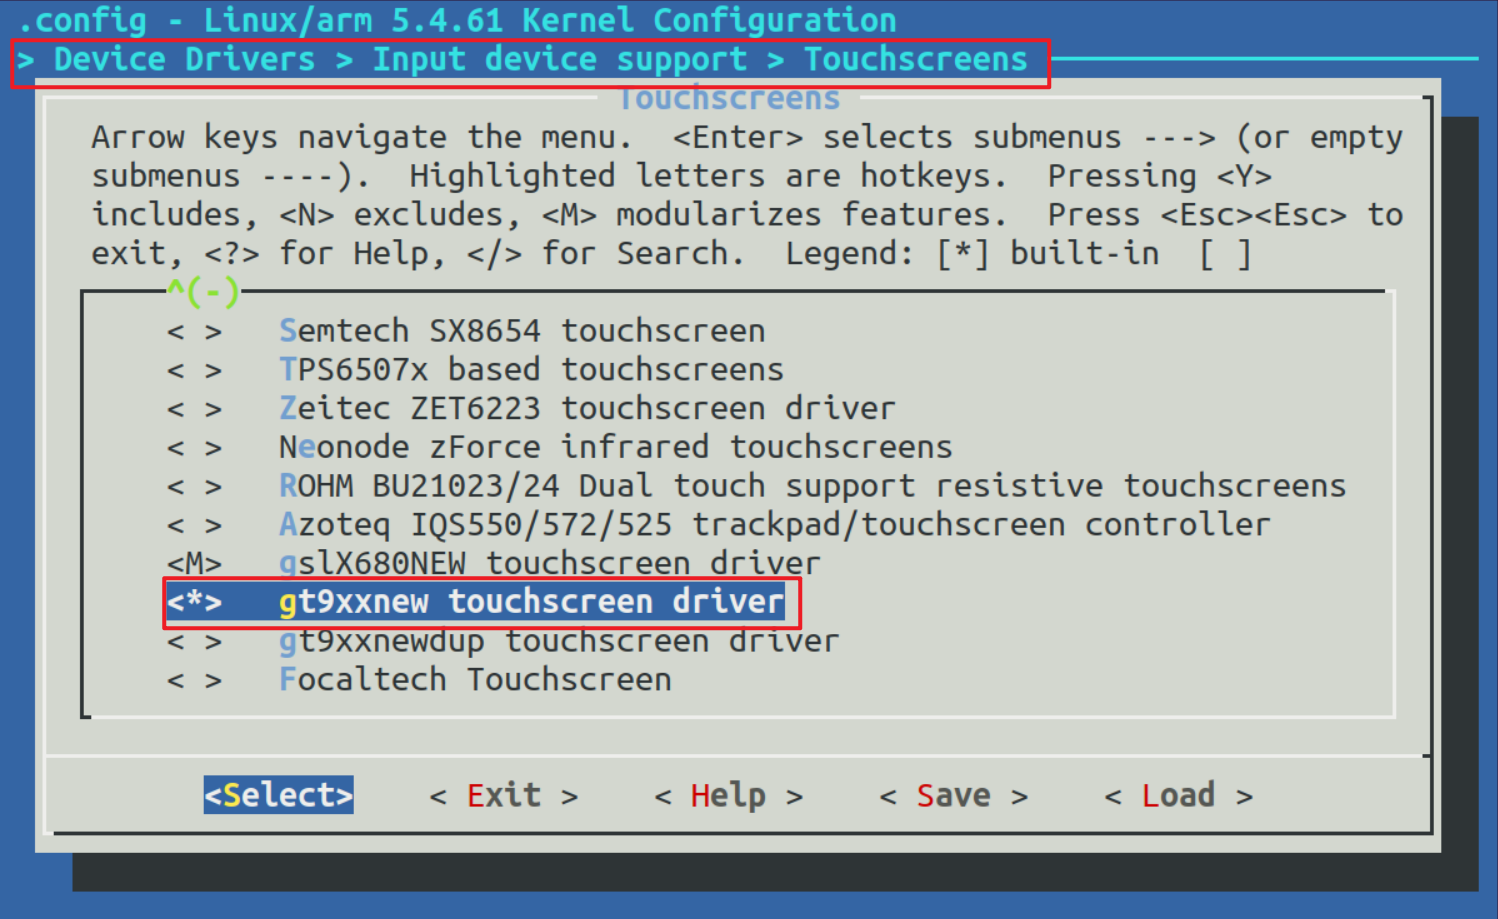 .config - Linux/arm 5.4.61 Kernel Configuration
> Device Drivers > Input device support > Touchscreens
Touchscreens
Arrow keys navigate the menu.  <Enter> selects submenus ---> (or empty
submenus ----).  Highlighted letters are hotkeys.  Pressing <Y>
includes, <N> excludes, <M> modularizes features.  Press <Esc><Esc> to
exit, <?> for Help, </> for Search.  Legend: [*] built-in  [ ]
^(-)
< >   Semtech SX8654 touchscreen
< >   TPS6507x based touchscreens
< >   Zeitec ZET6223 touchscreen driver
< >   Neonode zForce infrared touchscreens
< >   ROHM BU21023/24 Dual touch support resistive touchscreens
< >   Azoteq IQS550/572/525 trackpad/touchscreen controller
<M>   gslX680NEW touchscreen driver
<*>   gt9xxnew touchscreen driver
< >   gt9xxnewdup touchscreen driver
< >   Focaltech Touchscreen
<Select>    < Exit >    < Help >    < Save >    < Load >